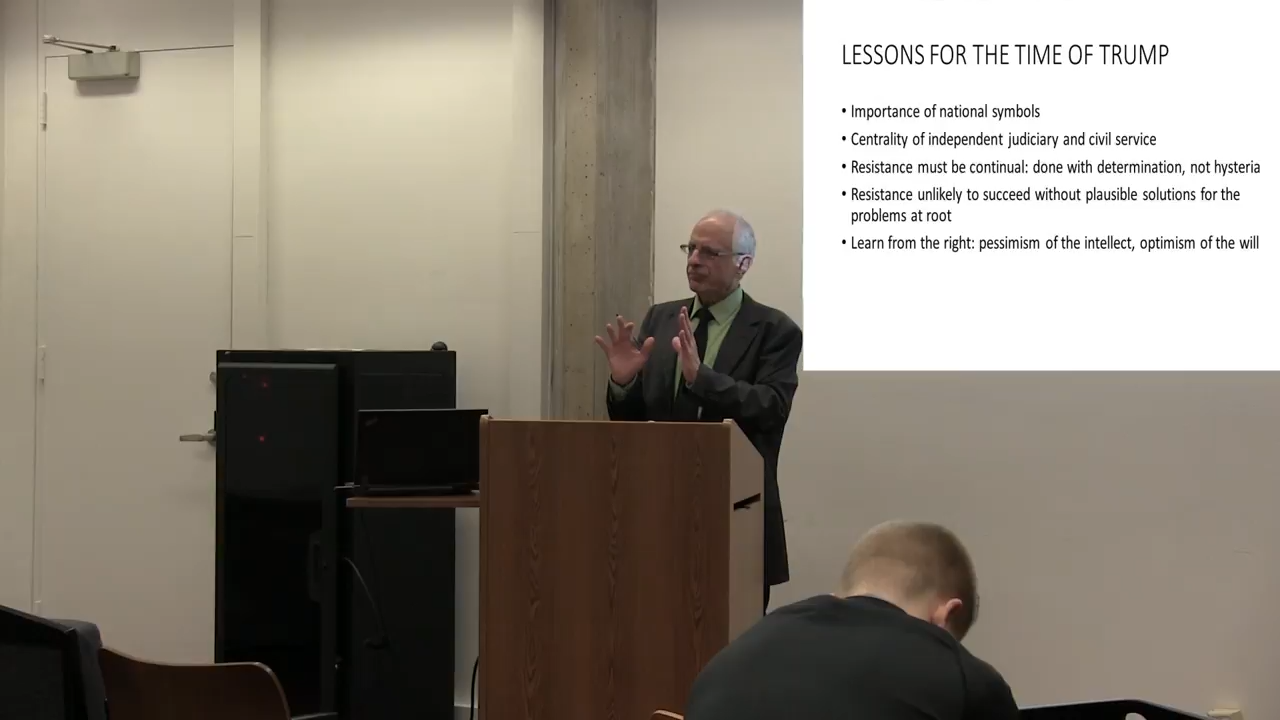 LESSONS FOR THE TIME OF TRUMP
• Importance of national symbols
• Centrality of independent judiciary and civil service
• Resistance must be continual: done with determination, not hysteria
• Resistance unlikely to succeed without plausible solutions for the
problems at root
• Learn from the right: pessimism of the intellect, optimism of the will